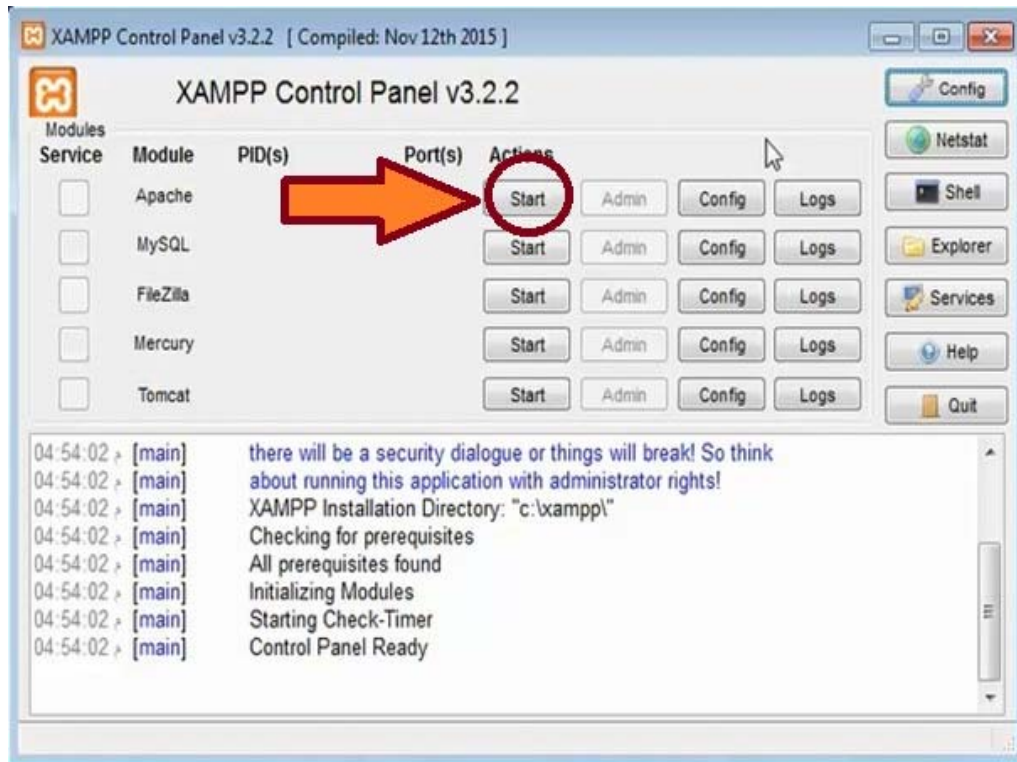 XAMPP Control Panel v3.2.2 [ Compiled: Nov 12th 2015 ]
XAMPP Control Panel v3.2.2
Config
Modules
Service Module PID(s) Port(s) Actions
Netstat
Apache Start Admin Config Logs
Shell
MySQL Start Admin Config Logs
Explorer
FileZilla Start Admin Config Logs
Services
Mercury Start Admin Config Logs
Help
Tomcat Start Admin Config Logs
Quit
04:54:02 م [main] there will be a security dialogue or things will break! So think
04:54:02 م [main] about running this application with administrator rights!
04:54:02 م [main] XAMPP Installation Directory: "c:\xampp\"
04:54:02 م [main] Checking for prerequisites
04:54:02 م [main] All prerequisites found
04:54:02 م [main] Initializing Modules
04:54:02 م [main] Starting Check-Timer
04:54:02 م [main] Control Panel Ready